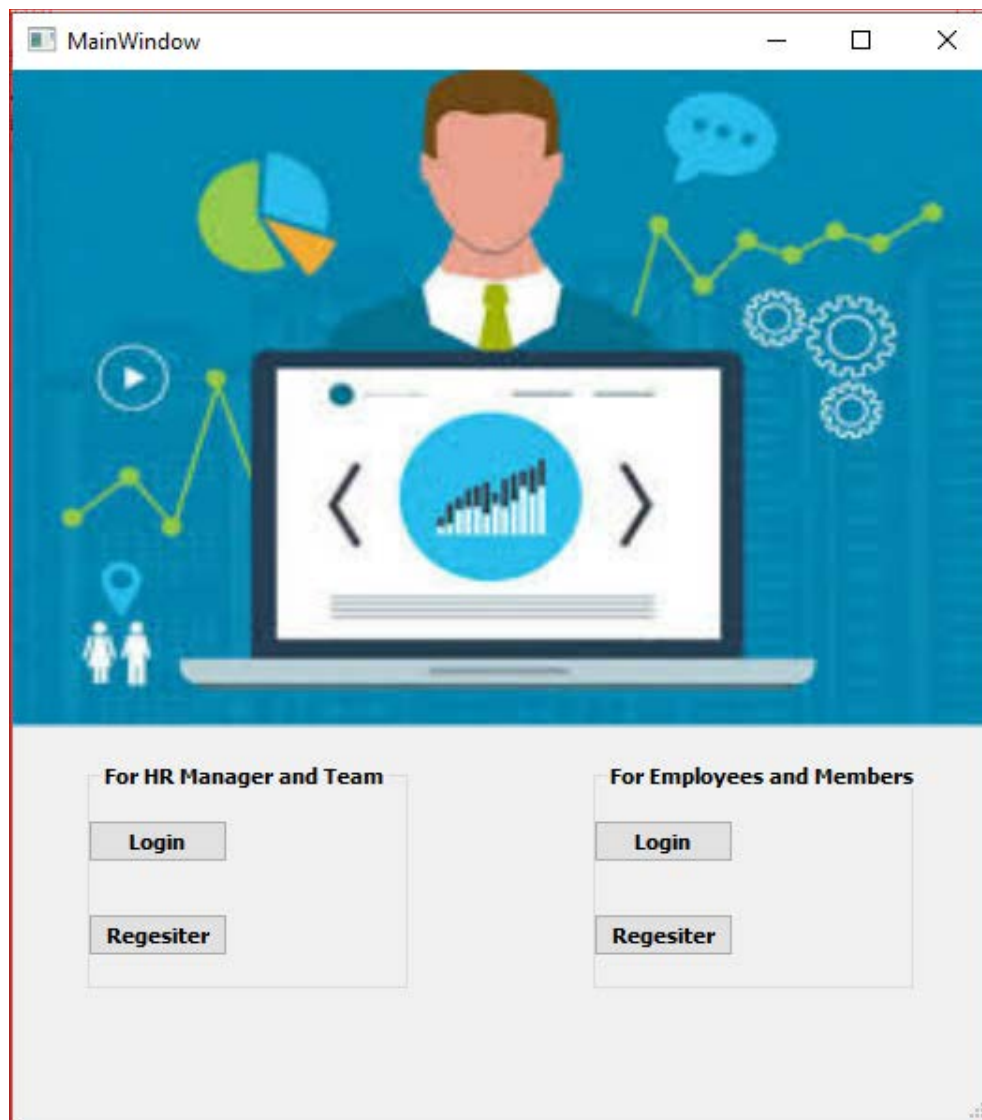 MainWindow
For HR Manager and Team
Login
Regesiter
For Employees and Members
Login
Regesiter